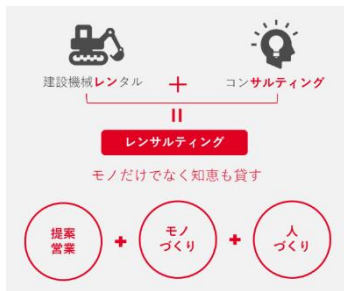 建設機械レンタル + コンサルティング
=
レンサルティング
モノだけでなく知恵も貸す
提案
営業
+
モノ
づくり
+
人
づくり